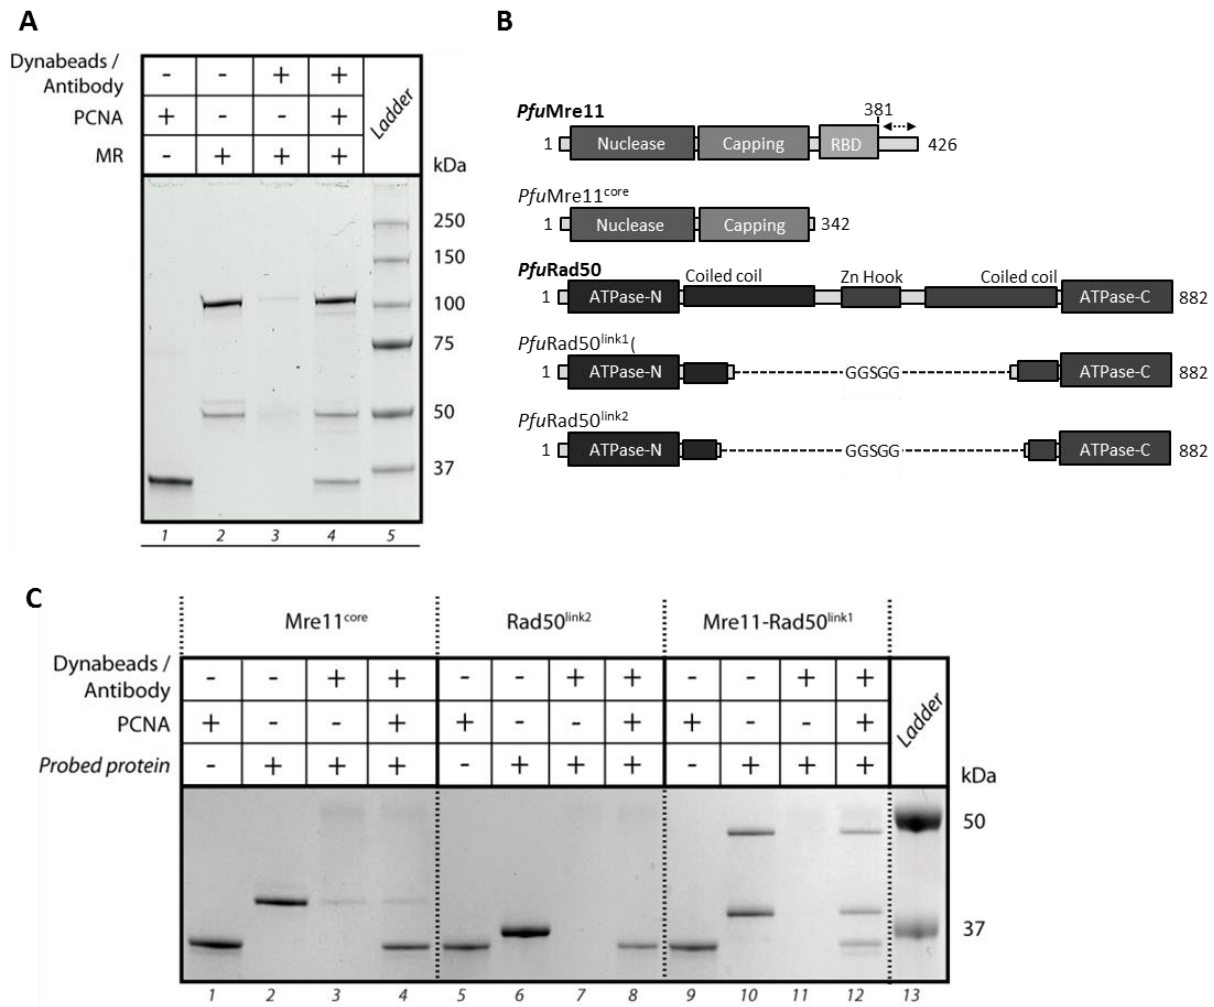 A
Dynabeads /
Antibody
- - + +
PCNA
+ - - +
MR
- + + +
Ladder
kDa
250
150
100
75
50
37
1 2 3 4 5
B
PfuMre11
381
1 Nuclease Capping RBD 426
PfuMre11core
1 Nuclease Capping 342
PfuRad50
Coiled coil Zn Hook Coiled coil
1 ATPase-N ATPase-C 882
PfuRad50link1(
1 ATPase-N GGSGG ATPase-C 882
PfuRad50link2
1 ATPase-N GGSGG ATPase-C 882
C
Mre11core Rad50link2 Mre11-Rad50link1
Dynabeads /
Antibody
- - + + - - + + - - + +
PCNA
+ - - + + - - + + - - +
Probed protein
- + + + - + + + - + + +
Ladder
kDa
50
37
1 2 3 4 5 6 7 8 9 10 11 12 13